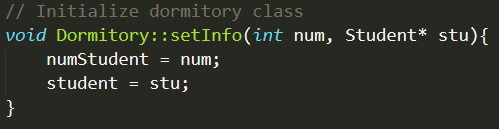 // Initialize dormitory class
void Dormitory::setInfo(int num, Student* stu){
    numStudent = num;
    student = stu;
}